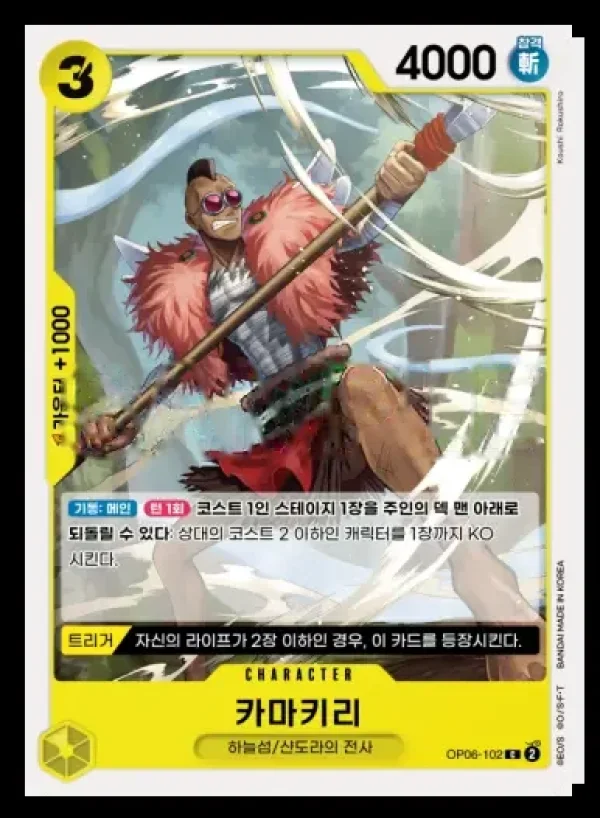 3
4000
참격
斬
Koushi Rokushiro
카운터 +1000
기동: 메인 턴 1회 코스트 1인 스테이지 1장을 주인의 덱 맨 아래로
되돌릴 수 있다: 상대의 코스트 2 이하인 캐릭터를 1장까지 KO
시킨다.
트리거 자신의 라이프가 2장 이하인 경우, 이 카드를 등장시킨다.
CHARACTER
카마키리
하늘섬/샨도라의 전사
OP06-102 C 2
©EO/S ©O/S·F·T BANDAI MADE IN KOREA